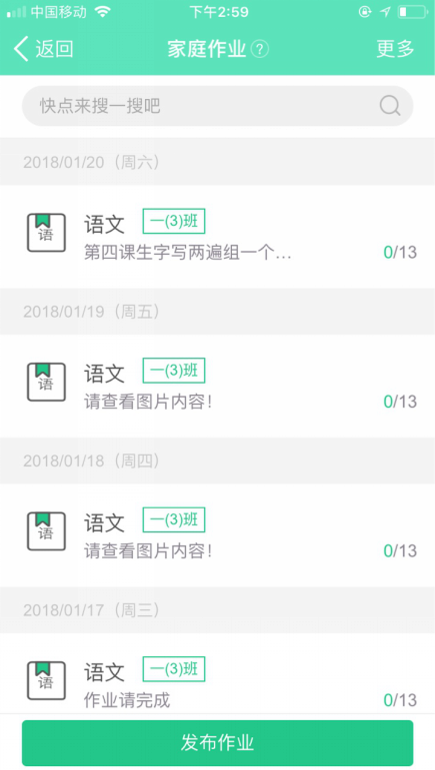 中国移动 下午2:59
返回 家庭作业 ? 更多
快点来搜一搜吧
2018/01/20（周六）
语 语文 一(3)班
第四课生字写两遍组一个... 0/13
2018/01/19（周五）
语 语文 一(3)班
请查看图片内容！ 0/13
2018/01/18（周四）
语 语文 一(3)班
请查看图片内容！ 0/13
2018/01/17（周三）
语 语文 一(3)班
作业请完成 0/13
发布作业